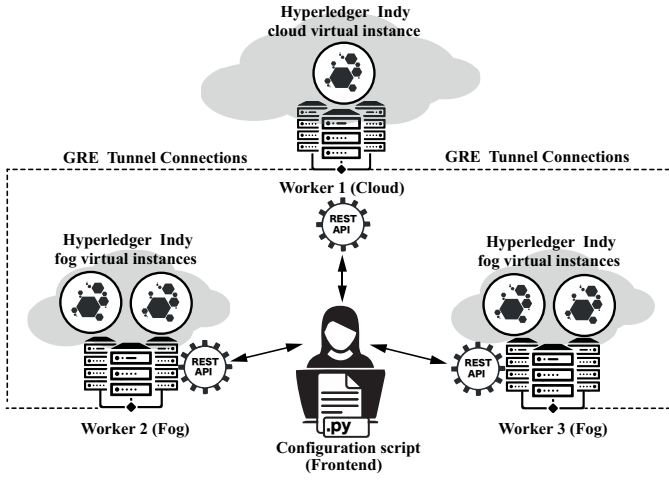 Hyperledger Indy
cloud virtual instance
GRE Tunnel Connections
GRE Tunnel Connections
Worker 1 (Cloud)
REST
API
Hyperledger Indy
fog virtual instances
Hyperledger Indy
fog virtual instances
REST
API
REST
API
.py
Worker 2 (Fog)
Worker 3 (Fog)
Configuration script
(Frontend)